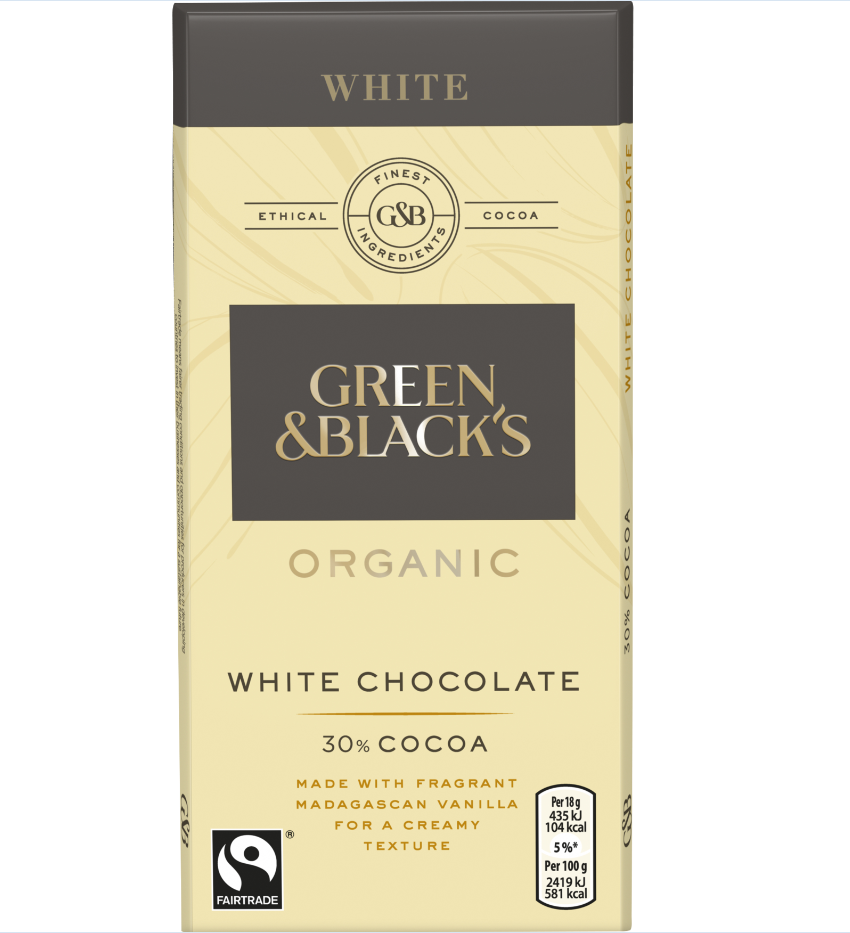 WHITE
FINEST
ETHICAL G&B COCOA
INGREDIENTS
GREEN
&BLACK'S
ORGANIC
WHITE CHOCOLATE
30% COCOA
MADE WITH FRAGRANT
MADAGASCAN VANILLA
FOR A CREAMY
TEXTURE
FAIRTRADE
®
Per 18 g
435 kJ
104 kcal
5 %*
Per 100 g
2419 kJ
581 kcal
WHITE CHOCOLATE
30% COCOA
G&B
G&B